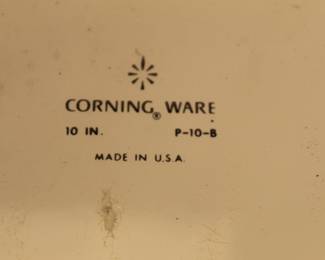 CORNING® WARE
10 IN. P-10-B
MADE IN U.S.A.